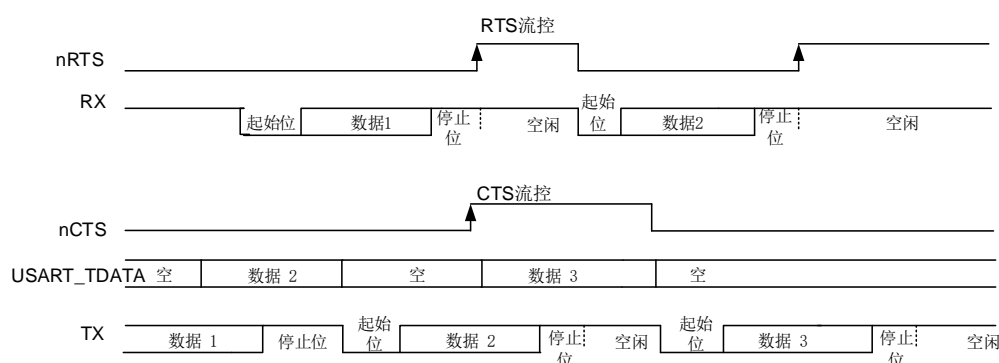 RTS流控
nRTS
RX
起始位 数据1 停止位 空闲 起始位 数据2 停止位 空闲
CTS流控
nCTS
USART_TDATA 空 数据 2 空 数据 3 空
TX
数据 1 停止位 起始位 数据 2 停止位 空闲 起始位 数据 3 停止位 空闲